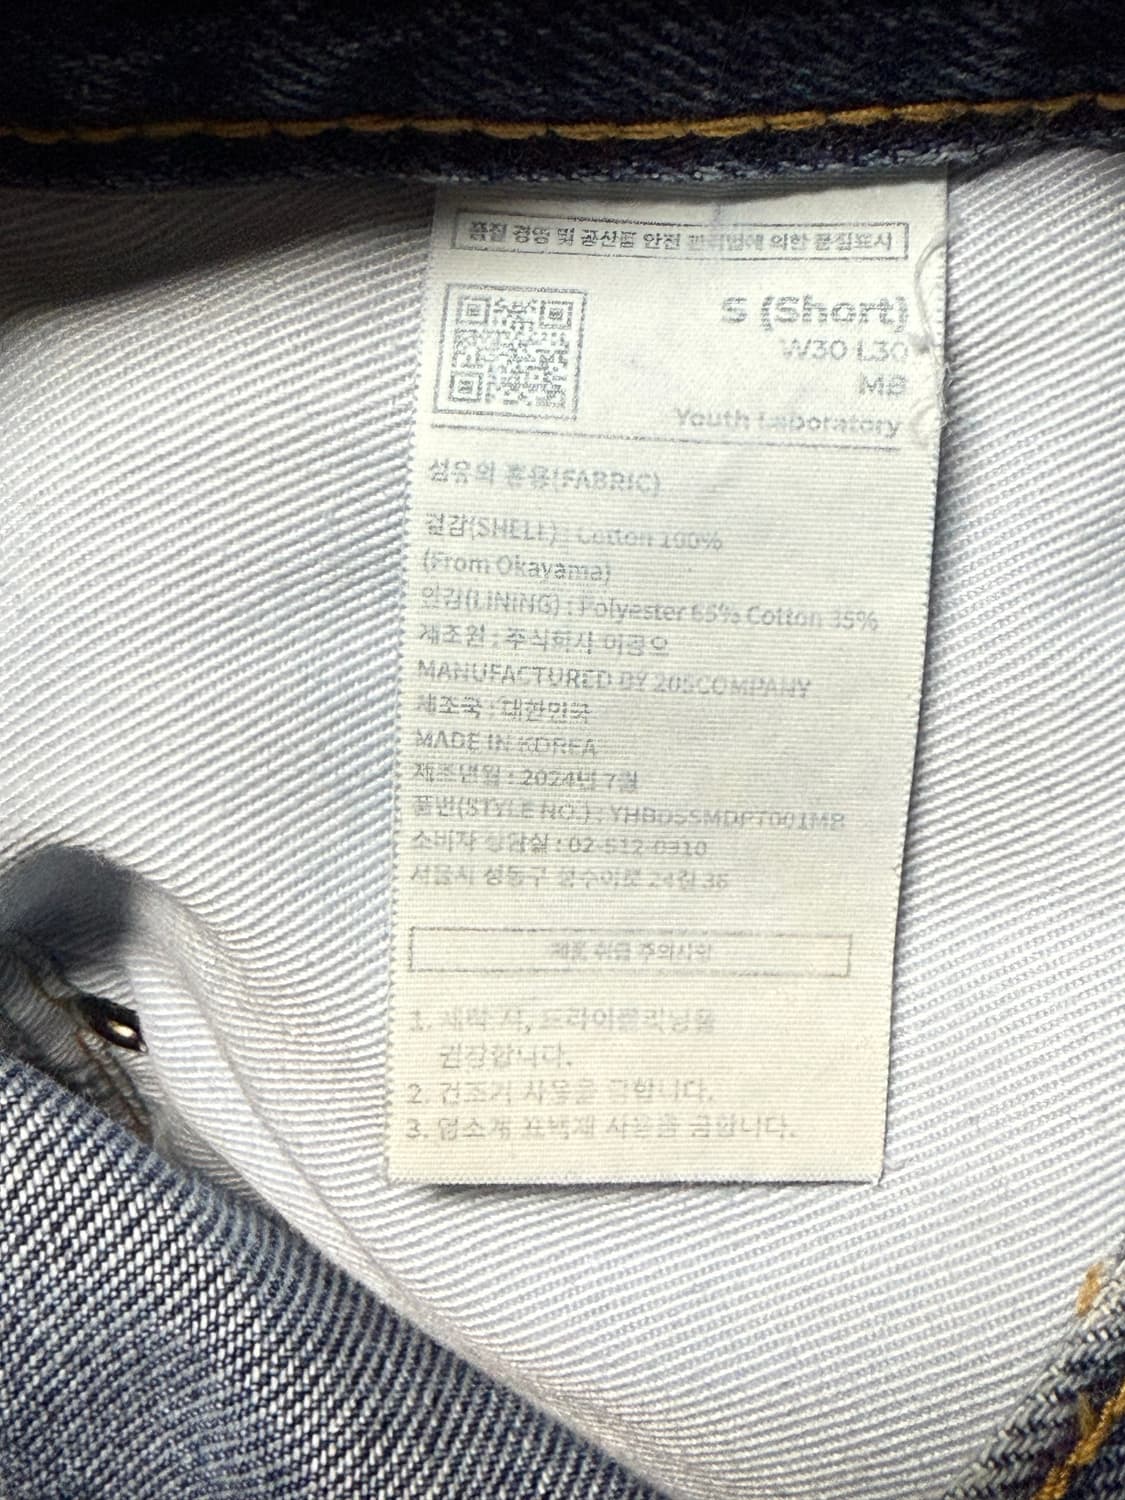 품질 경영 및 공산품 안전 관리법에 의한 품질표시
S (Short)
W30 L30
MB
Youth Laboratory
섬유의 혼용(FABRIC)
겉감(SHELL) : Cotton 100%
(From Okayama)
안감(LINING) : Polyester 65% Cotton 35%
제조원 : 주식회사 이공오
MANUFACTURED BY 205COMPANY
제조국 : 대한민국
MADE IN KOREA
제조년월 : 2024년 7월
품번(STYLE NO.) :
소비자 상담실 : 02-512-0310
서울시 성동구 성수이로 24길 36
제품 취급 주의사항
1. 세탁 시, 드라이클리닝을
권장합니다.
2. 건조기 사용을 금합니다.
3. 염소계 표백제 사용을 금합니다.